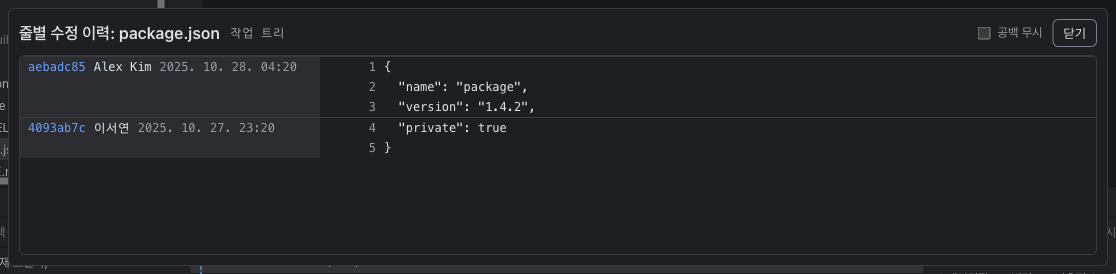 줄별 수정 이력: package.json 작업 트리 공백 무시 닫기
aebadc85 Alex Kim 2025. 10. 28. 04:20 1 {
2 "name": "package",
3 "version": "1.4.2",
4093ab7c 이서연 2025. 10. 27. 23:20 4 "private": true
5 }